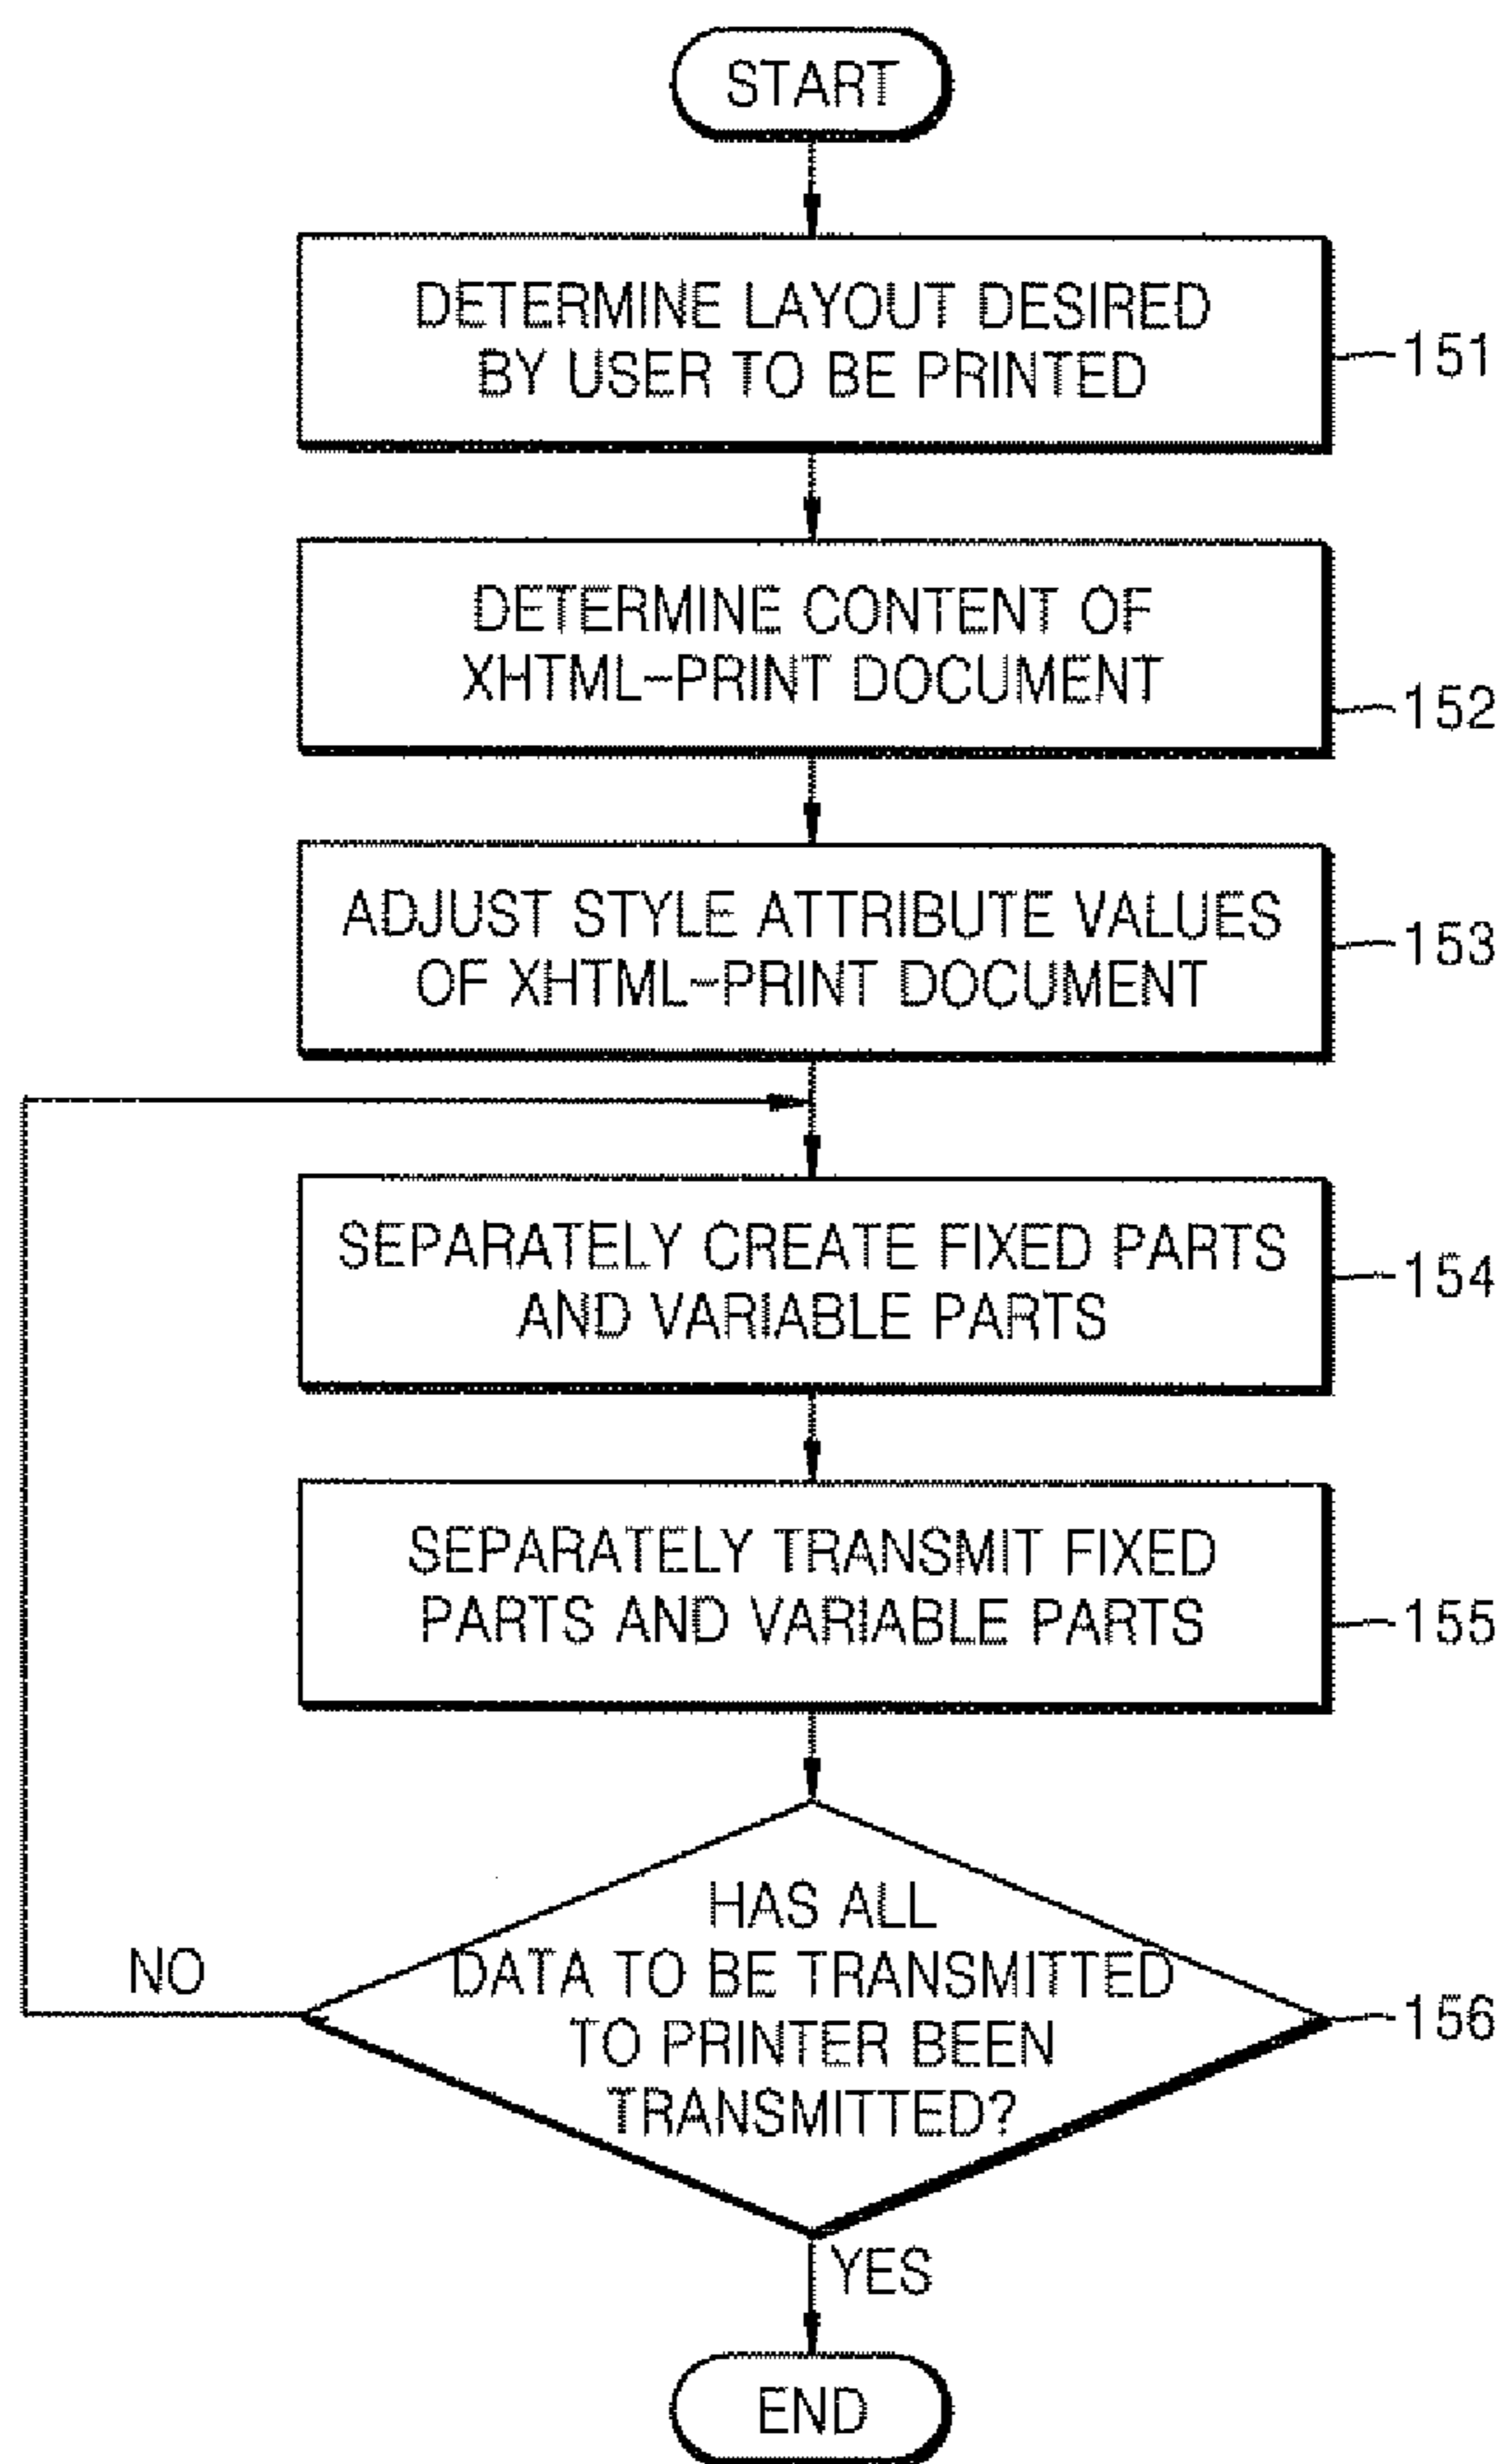 START
DETERMINE LAYOUT DESIRED
BY USER TO BE PRINTED
151
DETERMINE CONTENT OF
XHTML-PRINT DOCUMENT
152
ADJUST STYLE ATTRIBUTE VALUES
OF XHTML-PRINT DOCUMENT
153
SEPARATELY CREATE FIXED PARTS
AND VARIABLE PARTS
154
SEPARATELY TRANSMIT FIXED
PARTS AND VARIABLE PARTS
155
HAS ALL
DATA TO BE TRANSMITTED
TO PRINTER BEEN
TRANSMITTED?
156
NO
YES
END